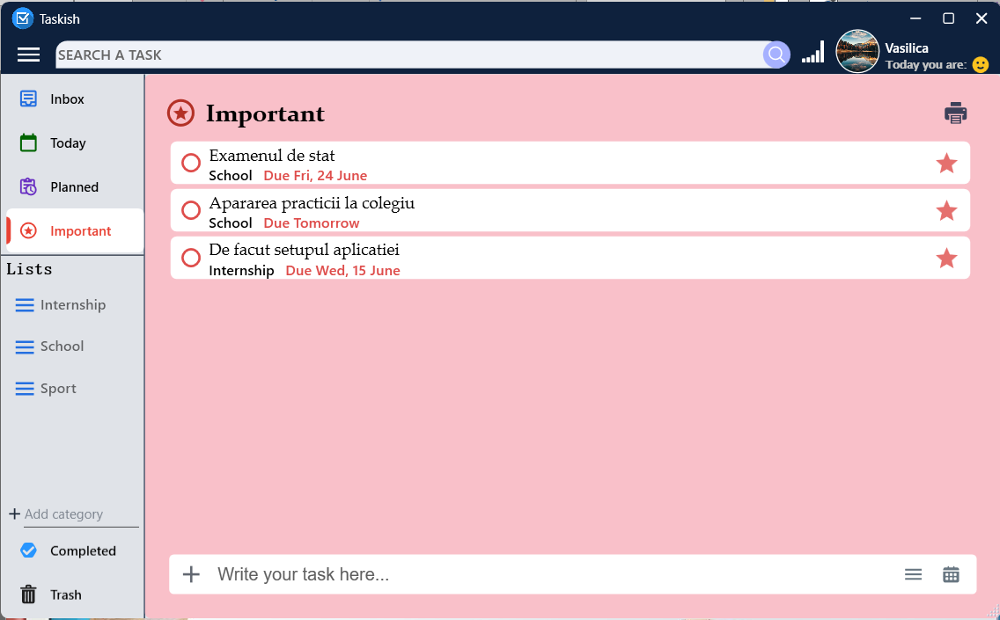 Taskish
SEARCH A TASK
Vasilica
Today you are:
Inbox
Today
Planned
Important
Lists
Internship
School
Sport
Add category
Completed
Trash
Important
Examenul de stat
School Due Fri, 24 June
Apararea practicii la colegiu
School Due Tomorrow
De facut setupul aplicatiei
Internship Due Wed, 15 June
Write your task here...